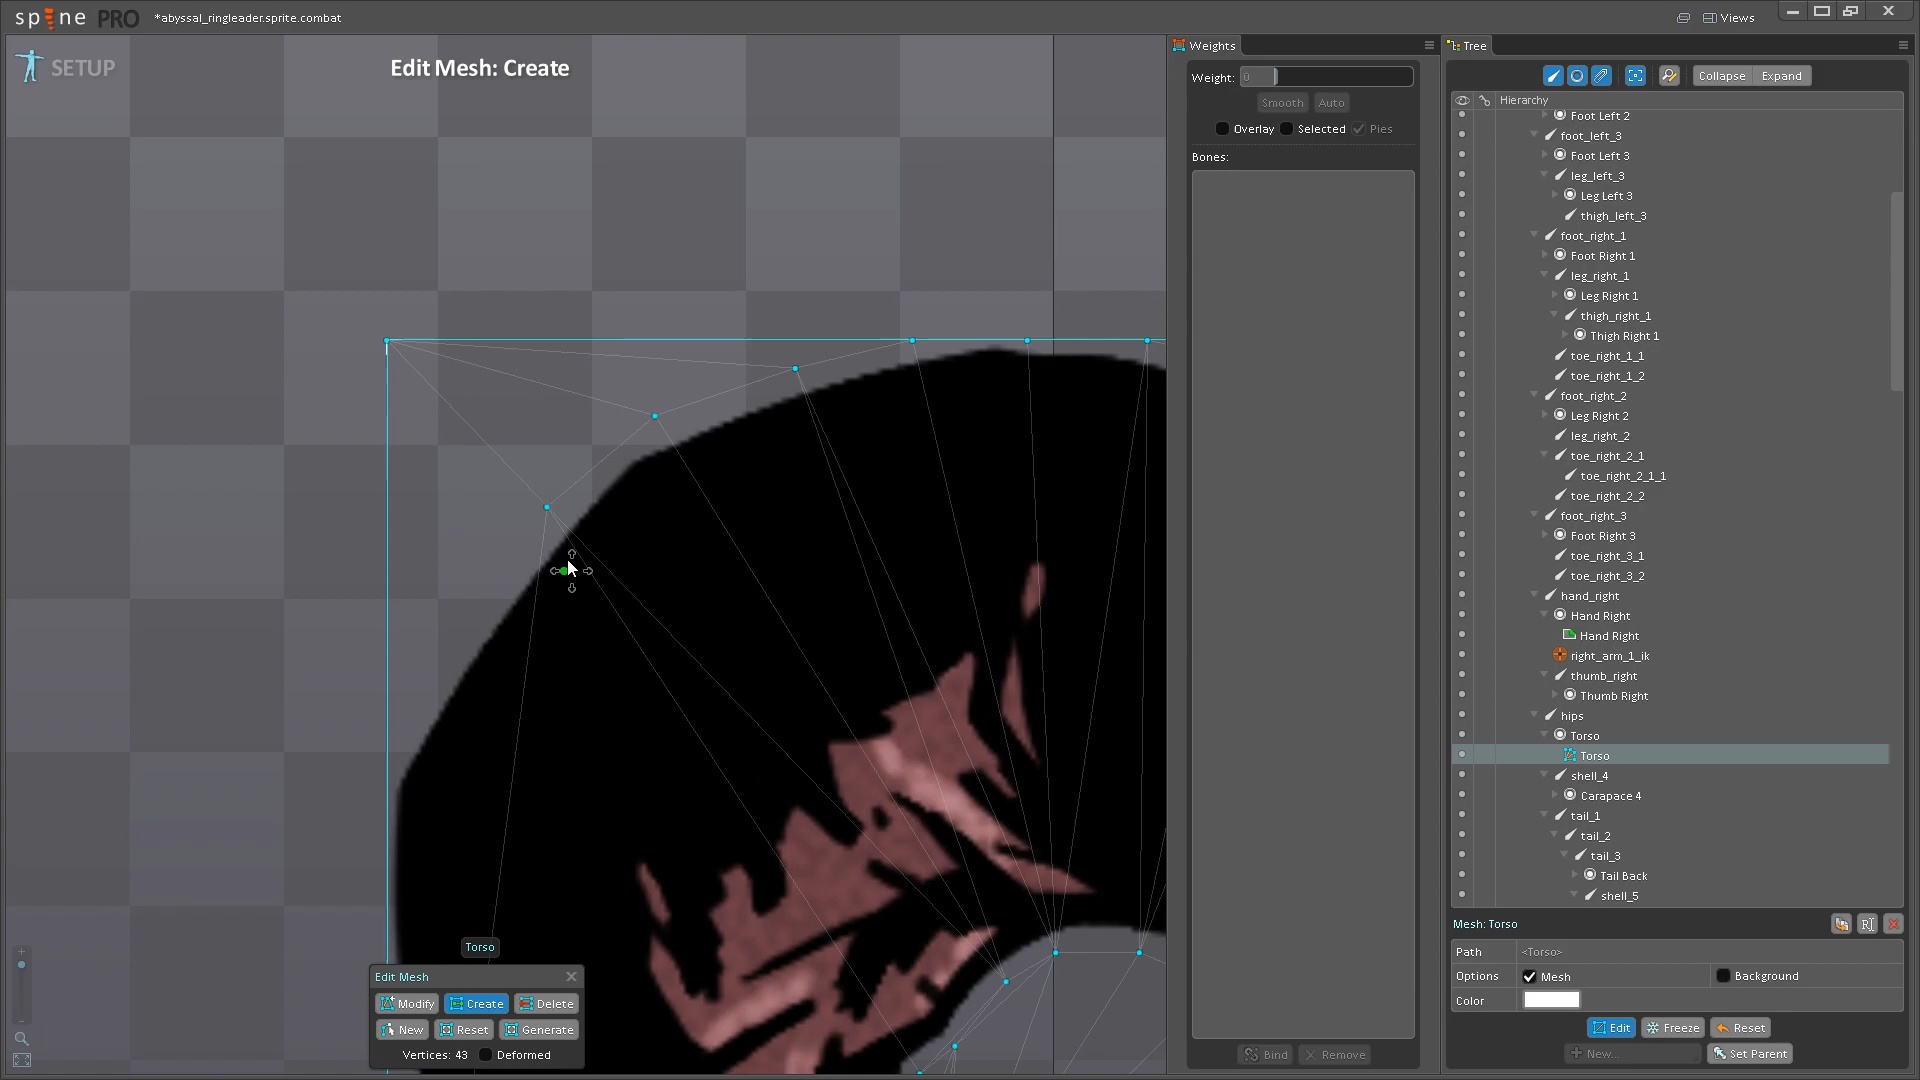 spine PRO
*abyssal_ringleader.sprite.combat
Views
SETUP
Edit Mesh: Create
Weights
Weight: 0
Smooth Auto
Overlay Selected Pies
Bones:
Bind Remove
Tree
Collapse Expand
Hierarchy
Foot Left 2
foot_left_3
Foot Left 3
leg_left_3
Leg Left 3
thigh_left_3
foot_right_1
Foot Right 1
leg_right_1
Leg Right 1
thigh_right_1
Thigh Right 1
toe_right_1_1
toe_right_1_2
foot_right_2
Leg Right 2
leg_right_2
toe_right_2_1
toe_right_2_1_1
toe_right_2_2
foot_right_3
Foot Right 3
toe_right_3_1
toe_right_3_2
hand_right
Hand Right
Hand Right
right_arm_1_ik
thumb_right
Thumb Right
hips
Torso
Torso
shell_4
Carapace 4
tail_1
tail_2
tail_3
Tail Back
shell_5
Mesh: Torso
Path <Torso>
Options Mesh Background
Color
Edit Freeze Reset
New... Set Parent
Torso
Edit Mesh
Modify Create Delete
New Reset Generate
Vertices: 43 Deformed